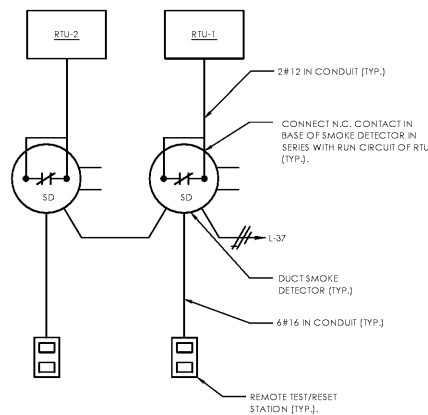 RTU-2
RTU-1
2#12 IN CONDUIT (TYP.)
CONNECT N.C. CONTACT IN
BASE OF SMOKE DETECTOR IN
SERIES WITH RUN CIRCUIT OF RTU
(TYP.).
SD
SD
L-37
DUCT SMOKE
DETECTOR (TYP.)
6#16 IN CONDUIT (TYP.)
REMOTE TEST/RESET
STATION (TYP.).